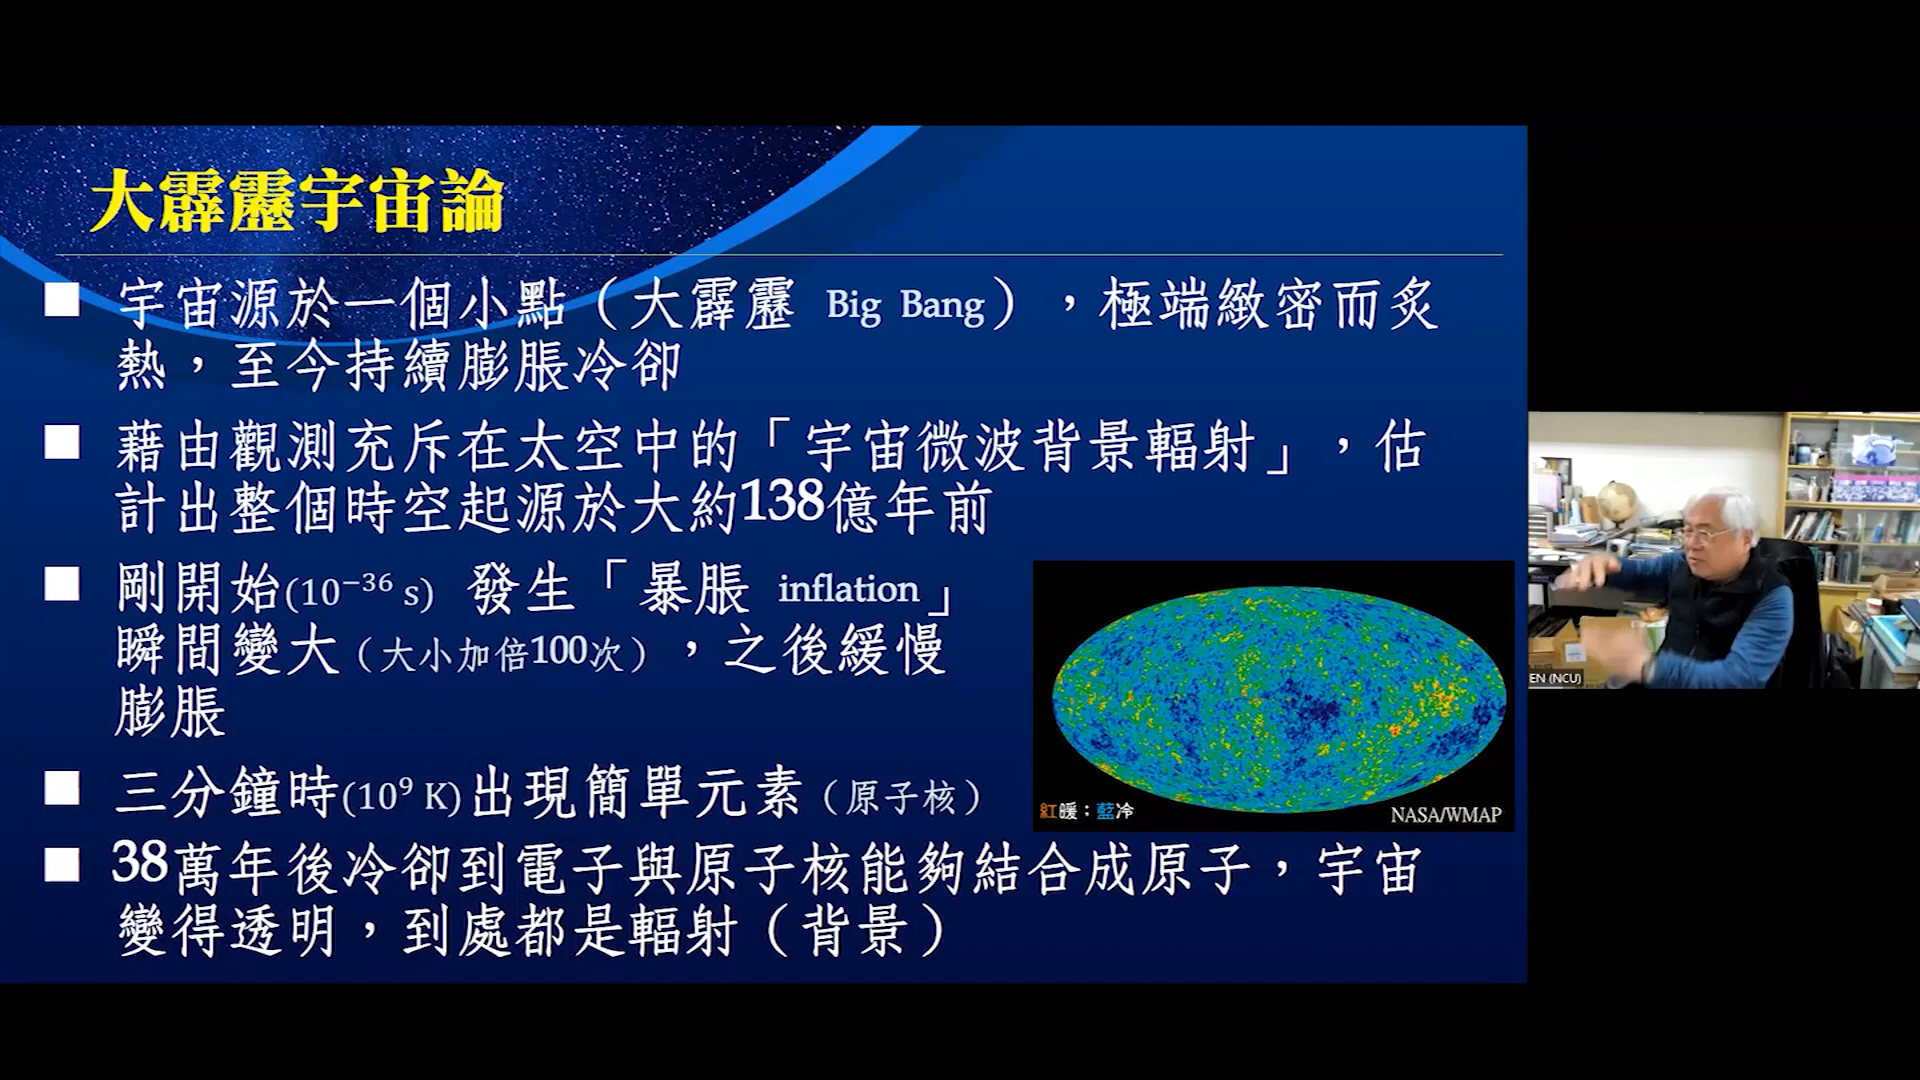 大霹靂宇宙論
■ 宇宙源於一個小點（大霹靂 Big Bang），極端緻密而炙
熱，至今持續膨脹冷卻
■ 藉由觀測充斥在太空中的「宇宙微波背景輻射」，估
計出整個時空起源於大約138億年前
■ 剛開始(10⁻³⁶ s) 發生「暴脹 inflation」
瞬間變大（大小加倍100次），之後緩慢
膨脹
■ 三分鐘時(10⁹ K)出現簡單元素（原子核）
■ 38萬年後冷卻到電子與原子核能夠結合成原子，宇宙
變得透明，到處都是輻射（背景）
紅暖：藍冷
NASA/WMAP
EN (NCU)